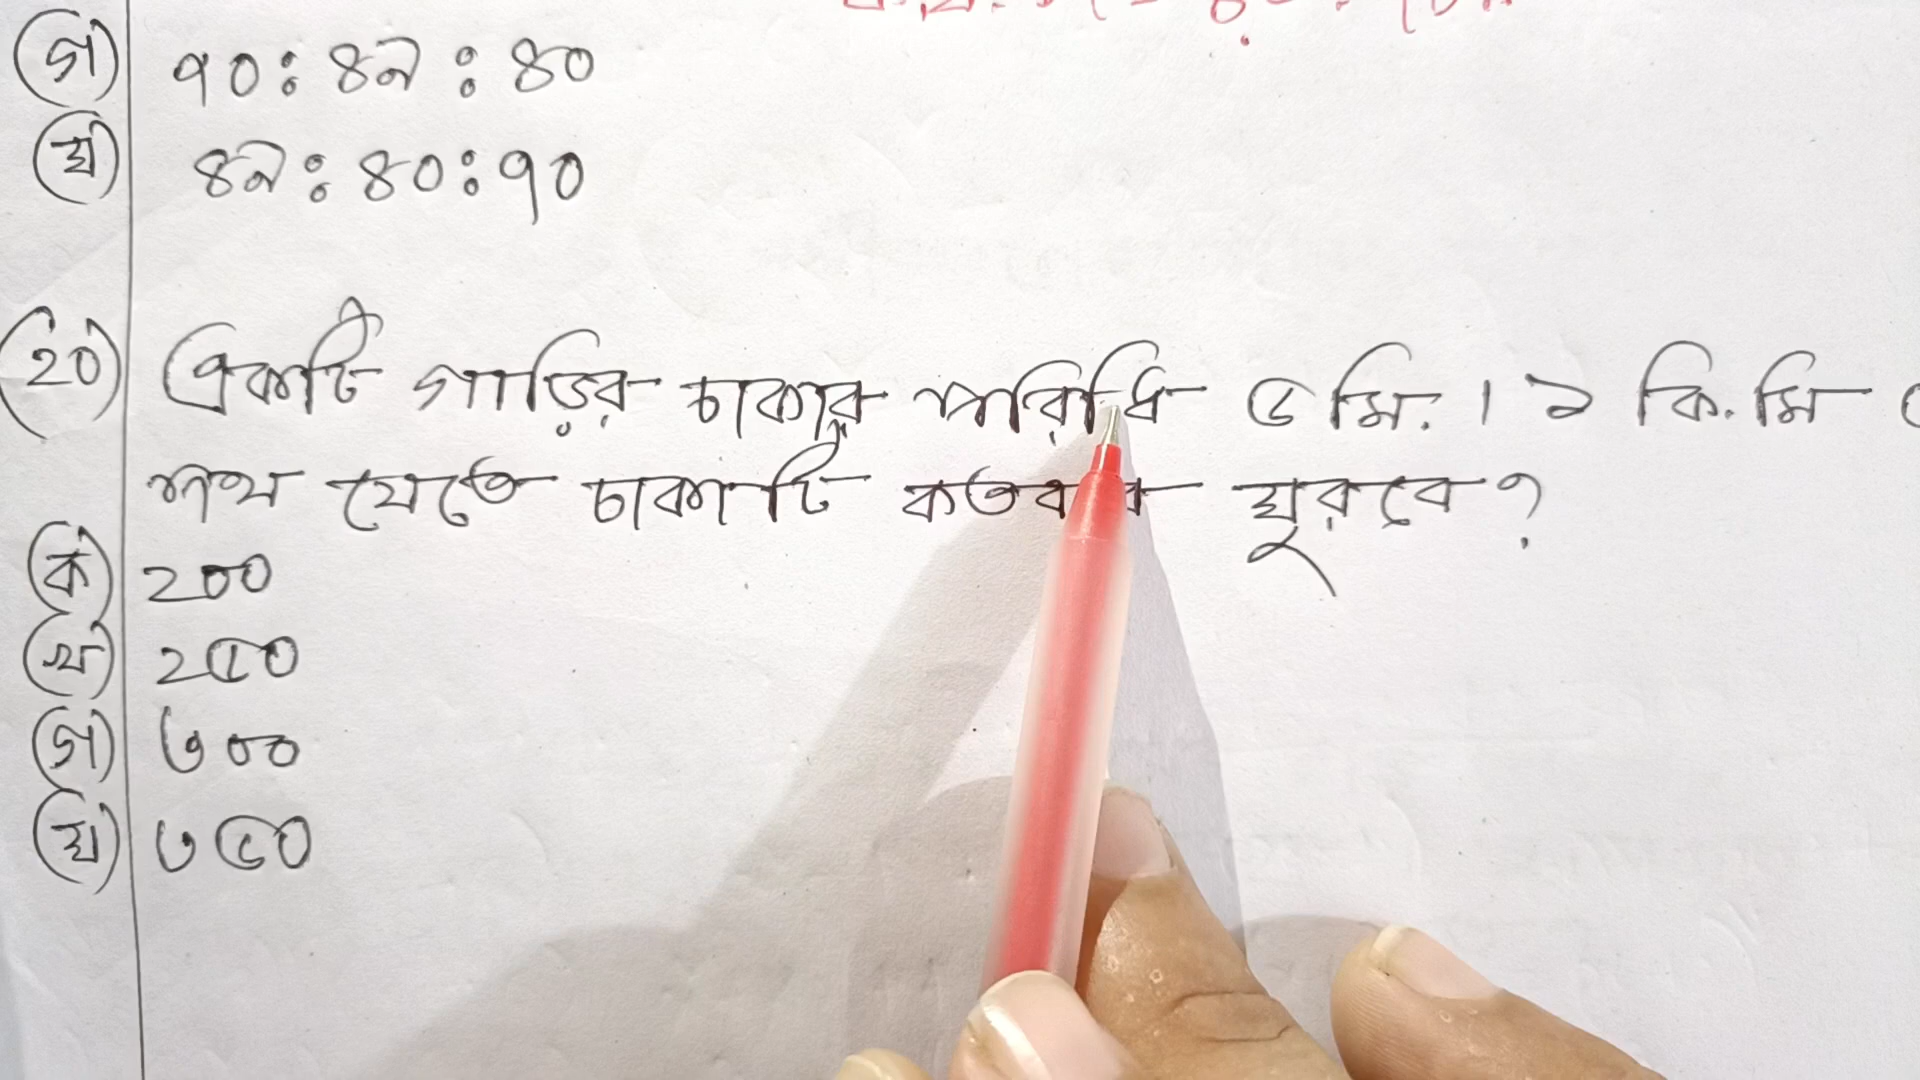 (গ) ৭০ : ৪৯ : ৪০
(ঘ) ৪৯ : ৪০ : ৭০
(২০) একটি গাড়ির চাকার পরিধি ৫ মি. । ১ কি.মি
পথ যেতে চাকাটি কতবার ঘুরবে?
(ক) ২০০
(খ) ২৫০
(গ) ৩০০
(ঘ) ৩৫০